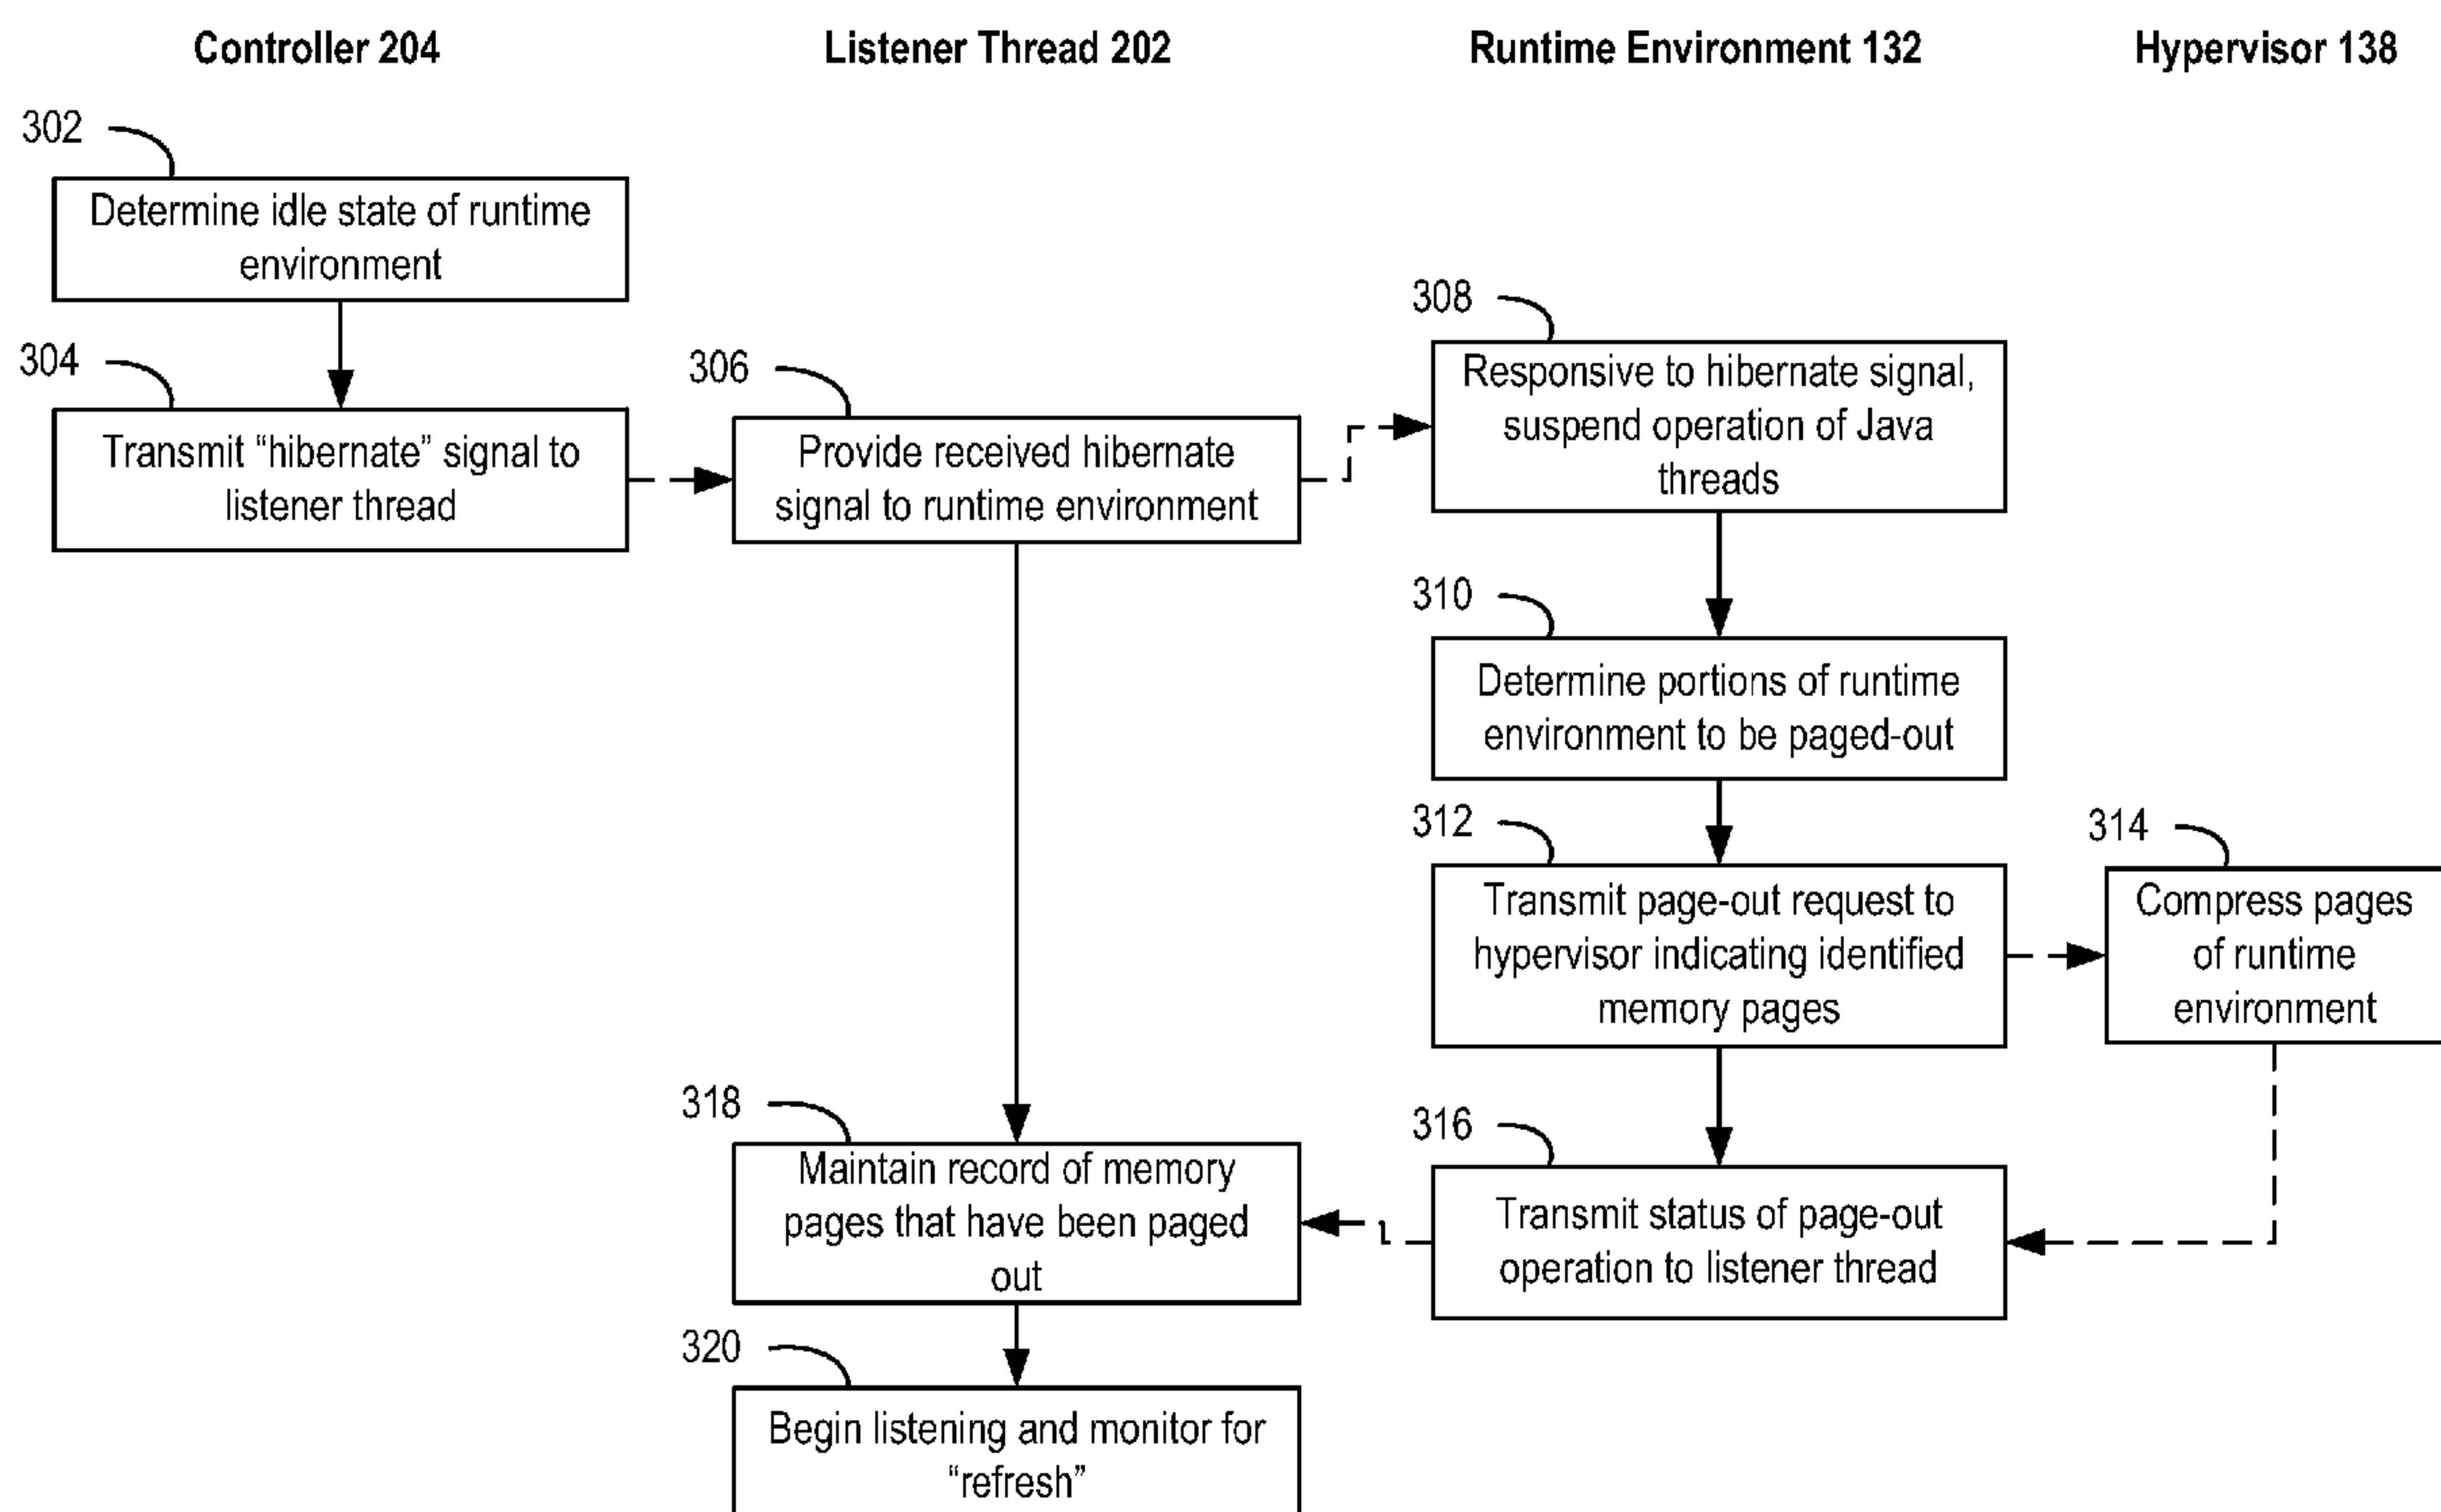 Controller 204
Listener Thread 202
Runtime Environment 132
Hypervisor 138
302
Determine idle state of runtime
environment
304
Transmit “hibernate” signal to
listener thread
306
Provide received hibernate
signal to runtime environment
308
Responsive to hibernate signal,
suspend operation of Java
threads
310
Determine portions of runtime
environment to be paged-out
312
Transmit page-out request to
hypervisor indicating identified
memory pages
314
Compress pages
of runtime
environment
316
Transmit status of page-out
operation to listener thread
318
Maintain record of memory
pages that have been paged
out
320
Begin listening and monitor for
“refresh”